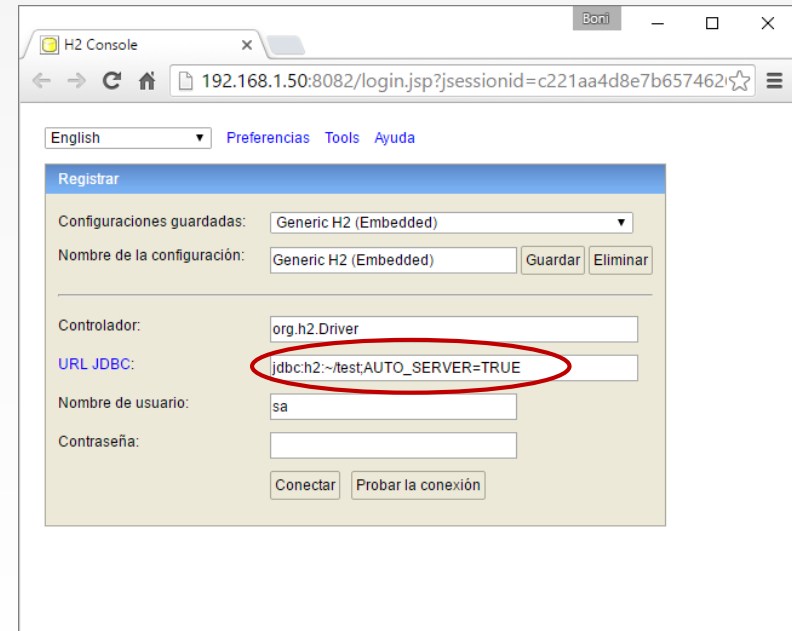 Boni
H2 Console
192.168.1.50:8082/login.jsp?jsessionid=c221aa4d8e7b657462
English Preferencias Tools Ayuda
Registrar
Configuraciones guardadas: Generic H2 (Embedded)
Nombre de la configuración: Generic H2 (Embedded) Guardar Eliminar
Controlador: org.h2.Driver
URL JDBC: jdbc:h2:~/test;AUTO_SERVER=TRUE
Nombre de usuario: sa
Contraseña:
Conectar Probar la conexión